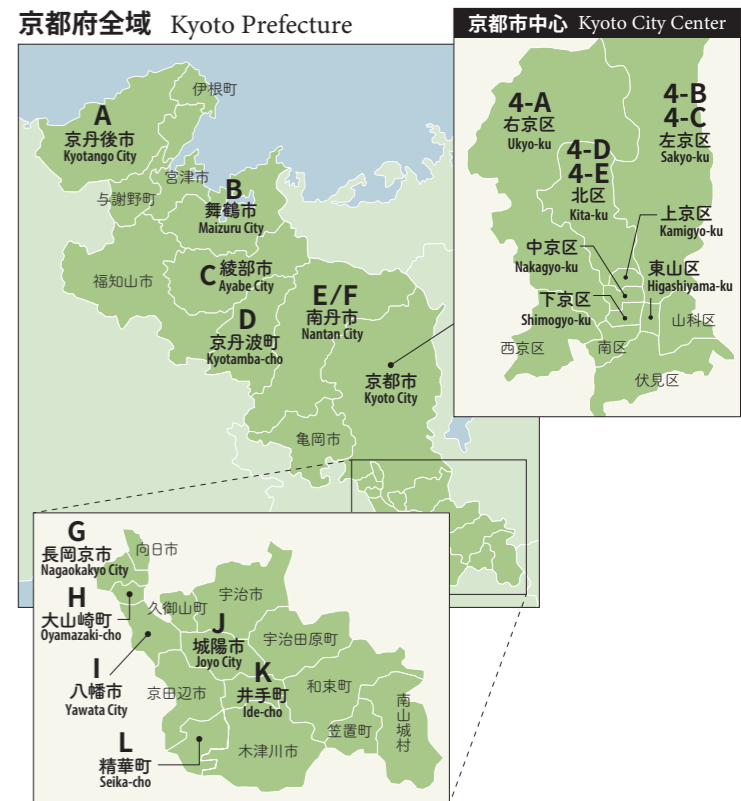 京都府全域 Kyoto Prefecture
伊根町
A
京丹後市
Kyotango City
宮津市
与謝野町
B
舞鶴市
Maizuru City
福知山市
C 綾部市
Ayabe City
D
京丹波町
Kyotamba-cho
E/F
南丹市
Nantan City
京都市
Kyoto City
亀岡市
京都市中心 Kyoto City Center
4-A
右京区
Ukyo-ku
4-B
4-C
左京区
Sakyo-ku
4-D
4-E
北区
Kita-ku
上京区
Kamigyo-ku
中京区
Nakagyo-ku
東山区
Higashiyama-ku
下京区
Shimogyo-ku
山科区
西京区
南区
伏見区
G
長岡京市
Nagaokakyo City
向日市
H
大山崎町
Oyamazaki-cho
久御山町
宇治市
I
八幡市
Yawata City
J
城陽市
Joyo City
宇治田原町
京田辺市
K
井手町
Ide-cho
和束町
南山城村
笠置町
L
精華町
Seika-cho
木津川市